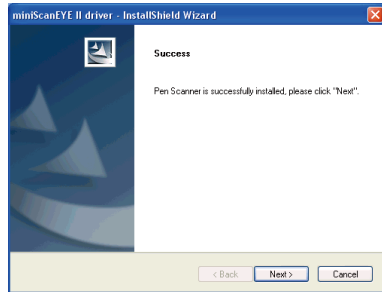 miniScanEYE II driver - InstallShield Wizard
Success
Pen Scanner is successfully installed, please click "Next".
< Back Next > Cancel